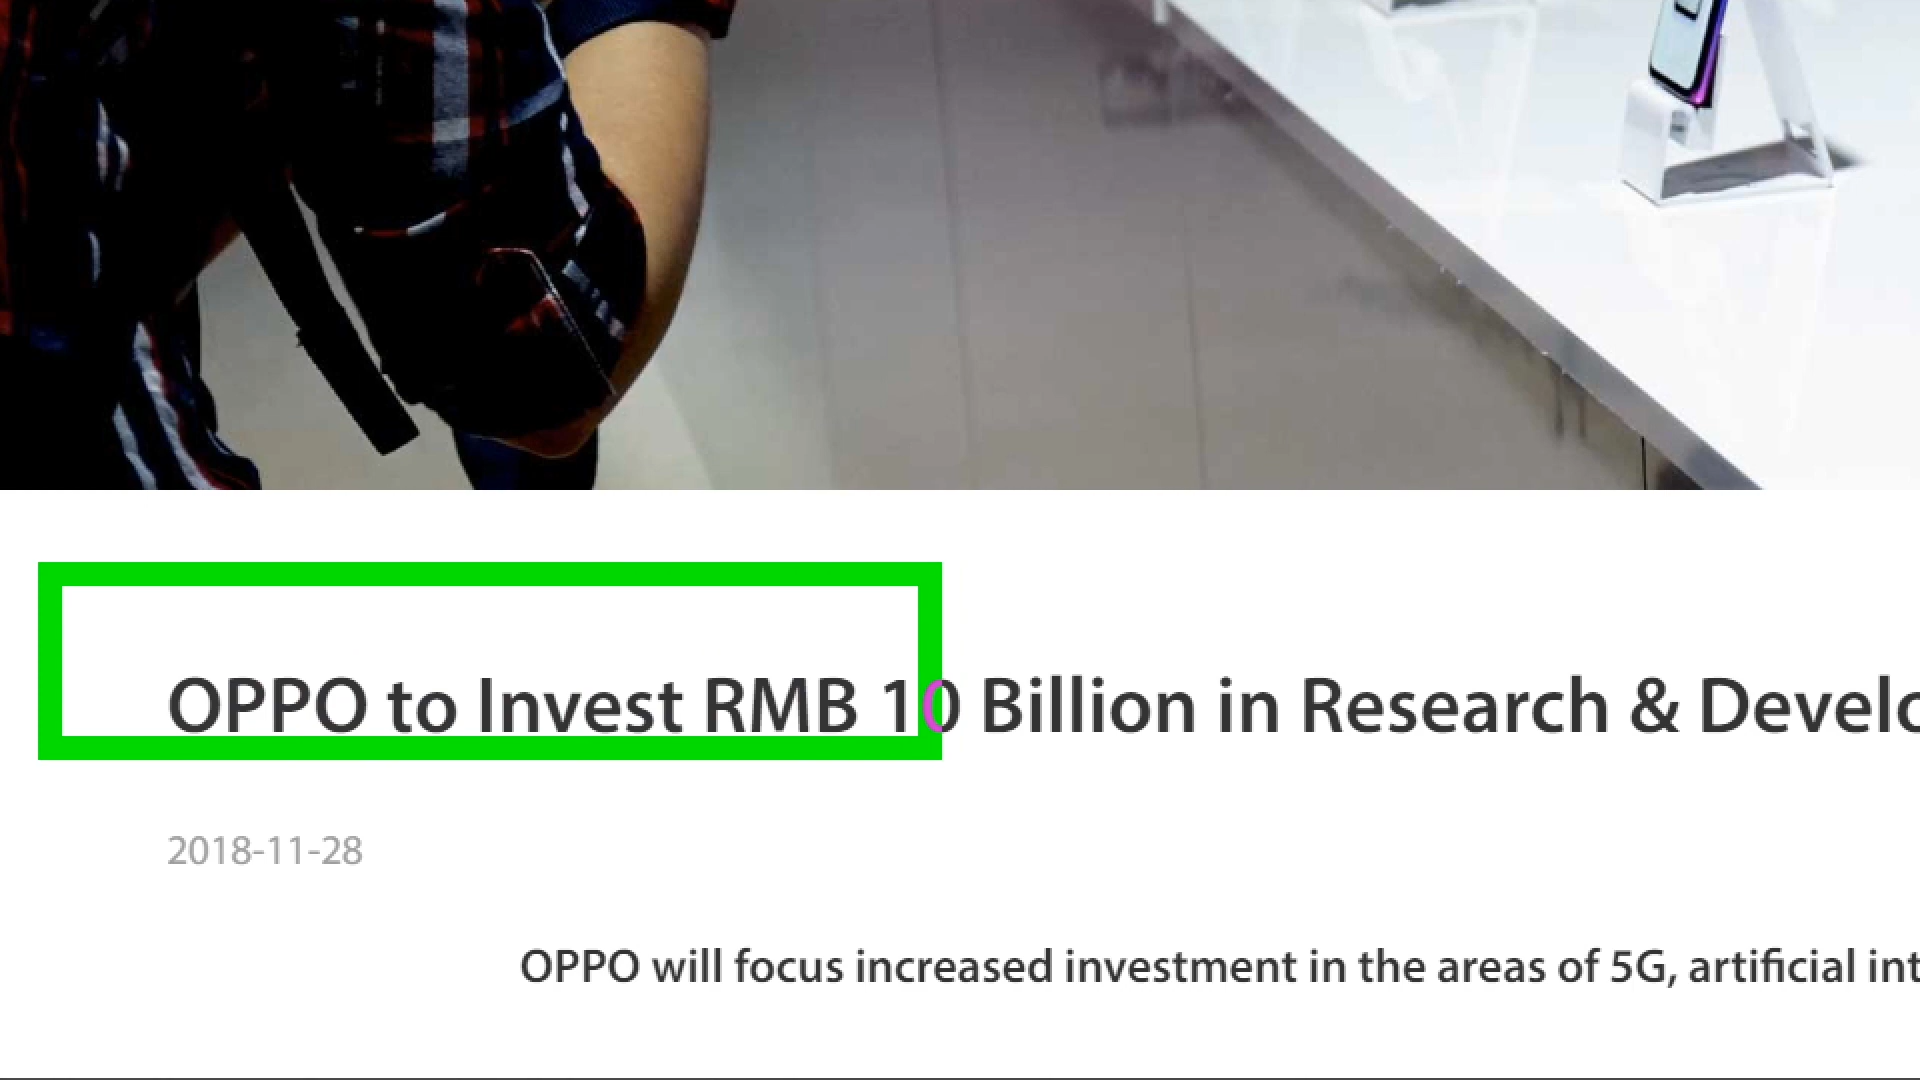 OPPO to Invest RMB 10 Billion in Research & Develo
2018-11-28
OPPO will focus increased investment in the areas of 5G, artificial int